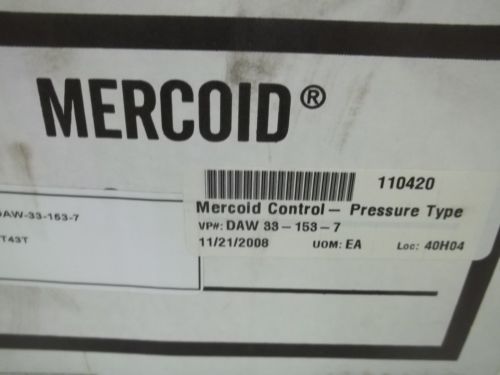 MERCOID®
110420
Mercoid Control - Pressure Type
VP#: DAW 33-153-7
11/21/2008 UOM: EA Loc: 40H04
DAW-33-153-7
T43T